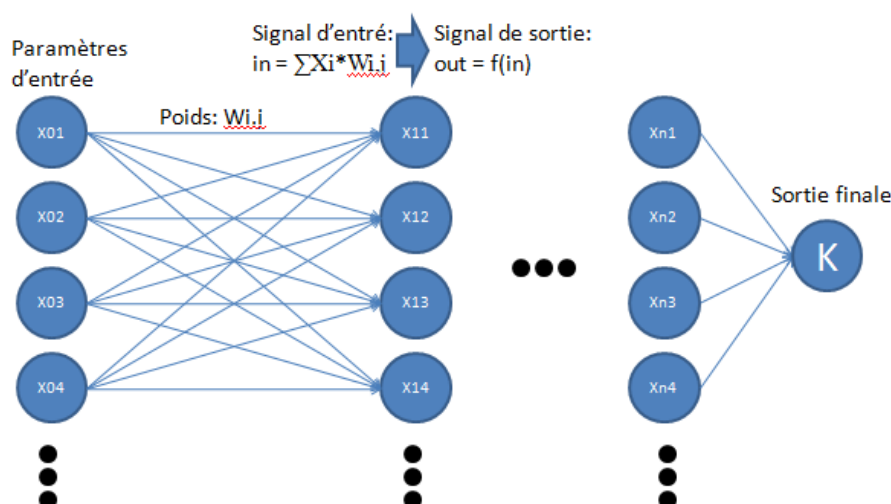 Paramètres
d'entrée
Signal d'entré:
in = ∑Xi*Wi,j
Signal de sortie:
out = f(in)
Poids: Wi,j
X01
X02
X03
X04
X11
X12
X13
X14
Xn1
Xn2
Xn3
Xn4
Sortie finale
K